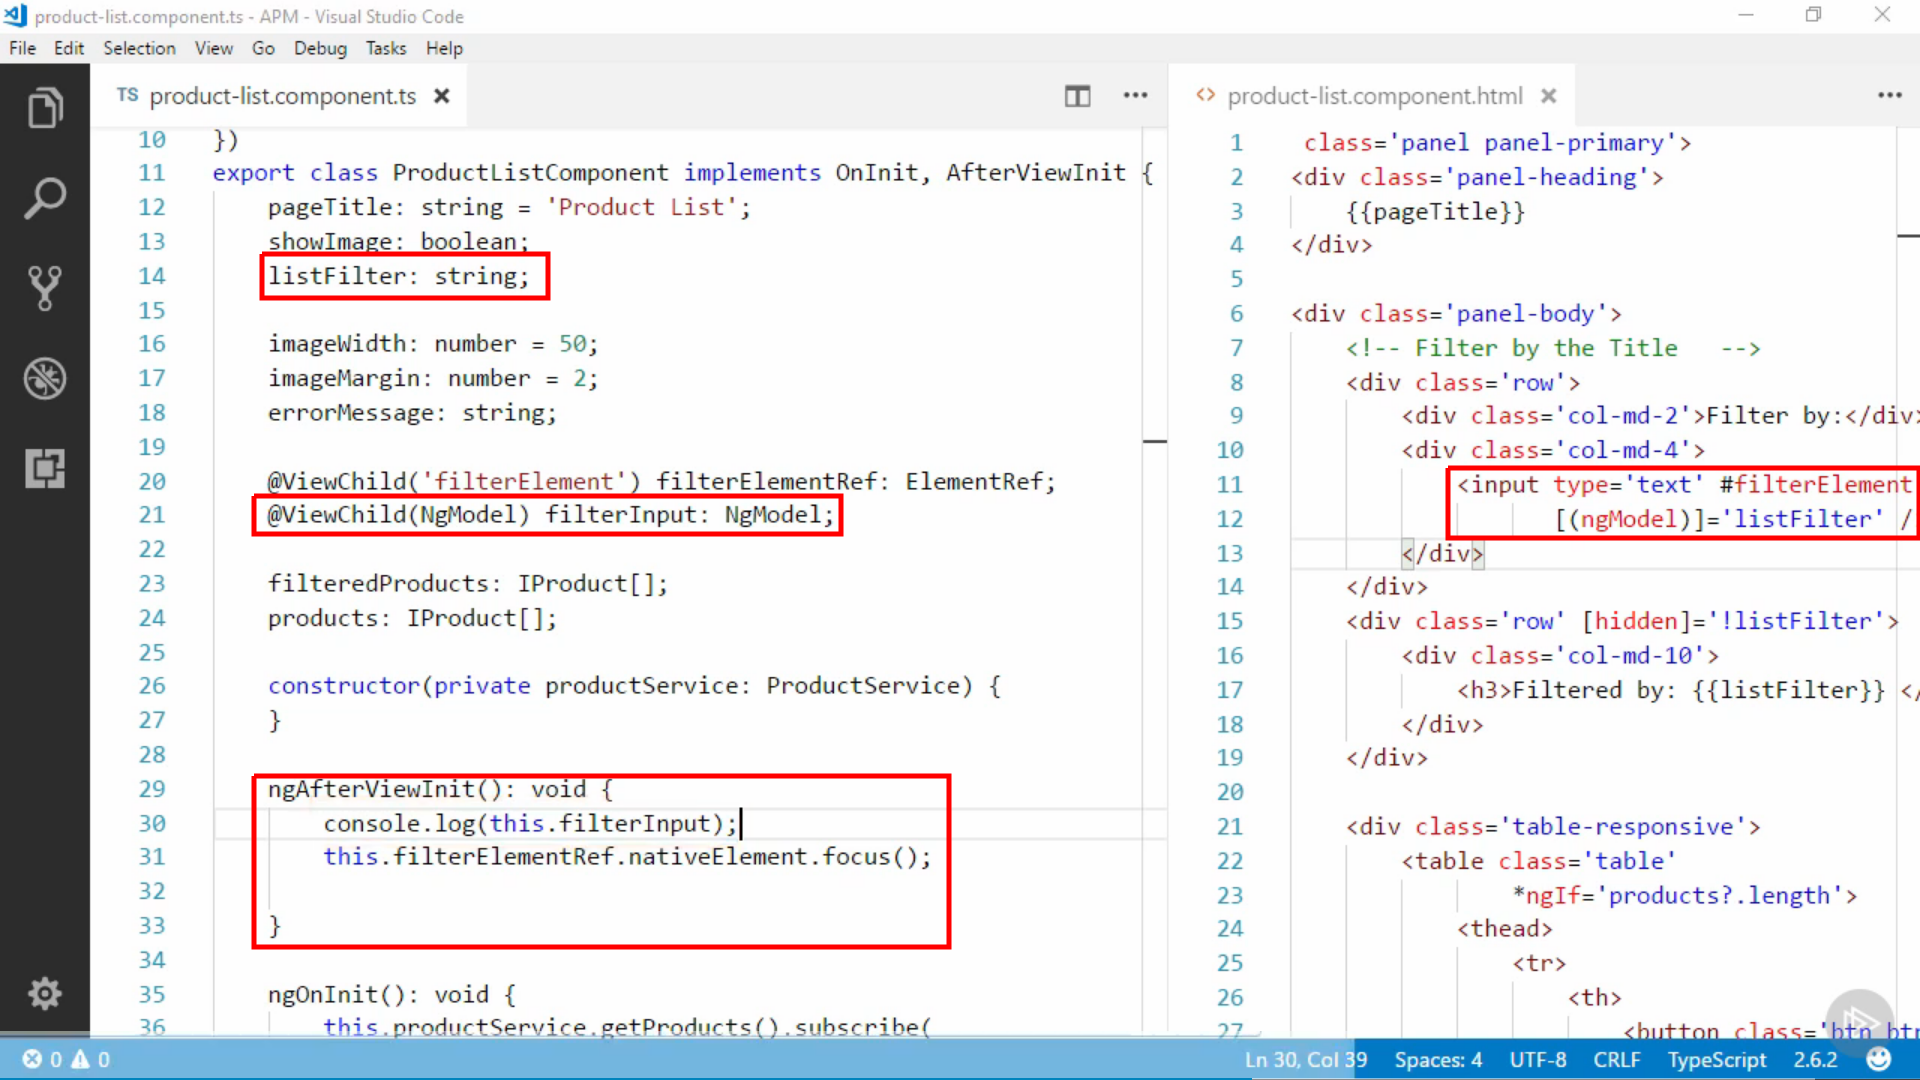 product-list.component.ts - APM - Visual Studio Code
File Edit Selection View Go Debug Tasks Help
TS product-list.component.ts
10 })
11 export class ProductListComponent implements OnInit, AfterViewInit {
12 pageTitle: string = 'Product List';
13 showImage: boolean;
14 listFilter: string;
15
16 imageWidth: number = 50;
17 imageMargin: number = 2;
18 errorMessage: string;
19
20 @ViewChild('filterElement') filterElementRef: ElementRef;
21 @ViewChild(NgModel) filterInput: NgModel;
22
23 filteredProducts: IProduct[];
24 products: IProduct[];
25
26 constructor(private productService: ProductService) {
27 }
28
29 ngAfterViewInit(): void {
30 console.log(this.filterInput);
31 this.filterElementRef.nativeElement.focus();
32
33 }
34
35 ngOnInit(): void {
36 this.productService.getProducts().subscribe(
<> product-list.component.html
1 class='panel panel-primary'>
2 <div class='panel-heading'>
3 {{pageTitle}}
4 </div>
5
6 <div class='panel-body'>
7 <!-- Filter by the Title -->
8 <div class='row'>
9 <div class='col-md-2'>Filter by:</div>
10 <div class='col-md-4'>
11 <input type='text' #filterElement
12 [(ngModel)]='listFilter' /
13 </div>
14 </div>
15 <div class='row' [hidden]='!listFilter'>
16 <div class='col-md-10'>
17 <h3>Filtered by: {{listFilter}} </
18 </div>
19 </div>
20
21 <div class='table-responsive'>
22 <table class='table'
23 *ngIf='products?.length'>
24 <thead>
25 <tr>
26 <th>
27 <button class='btn btn
0 0
Ln 30, Col 39 Spaces: 4 UTF-8 CRLF TypeScript 2.6.2